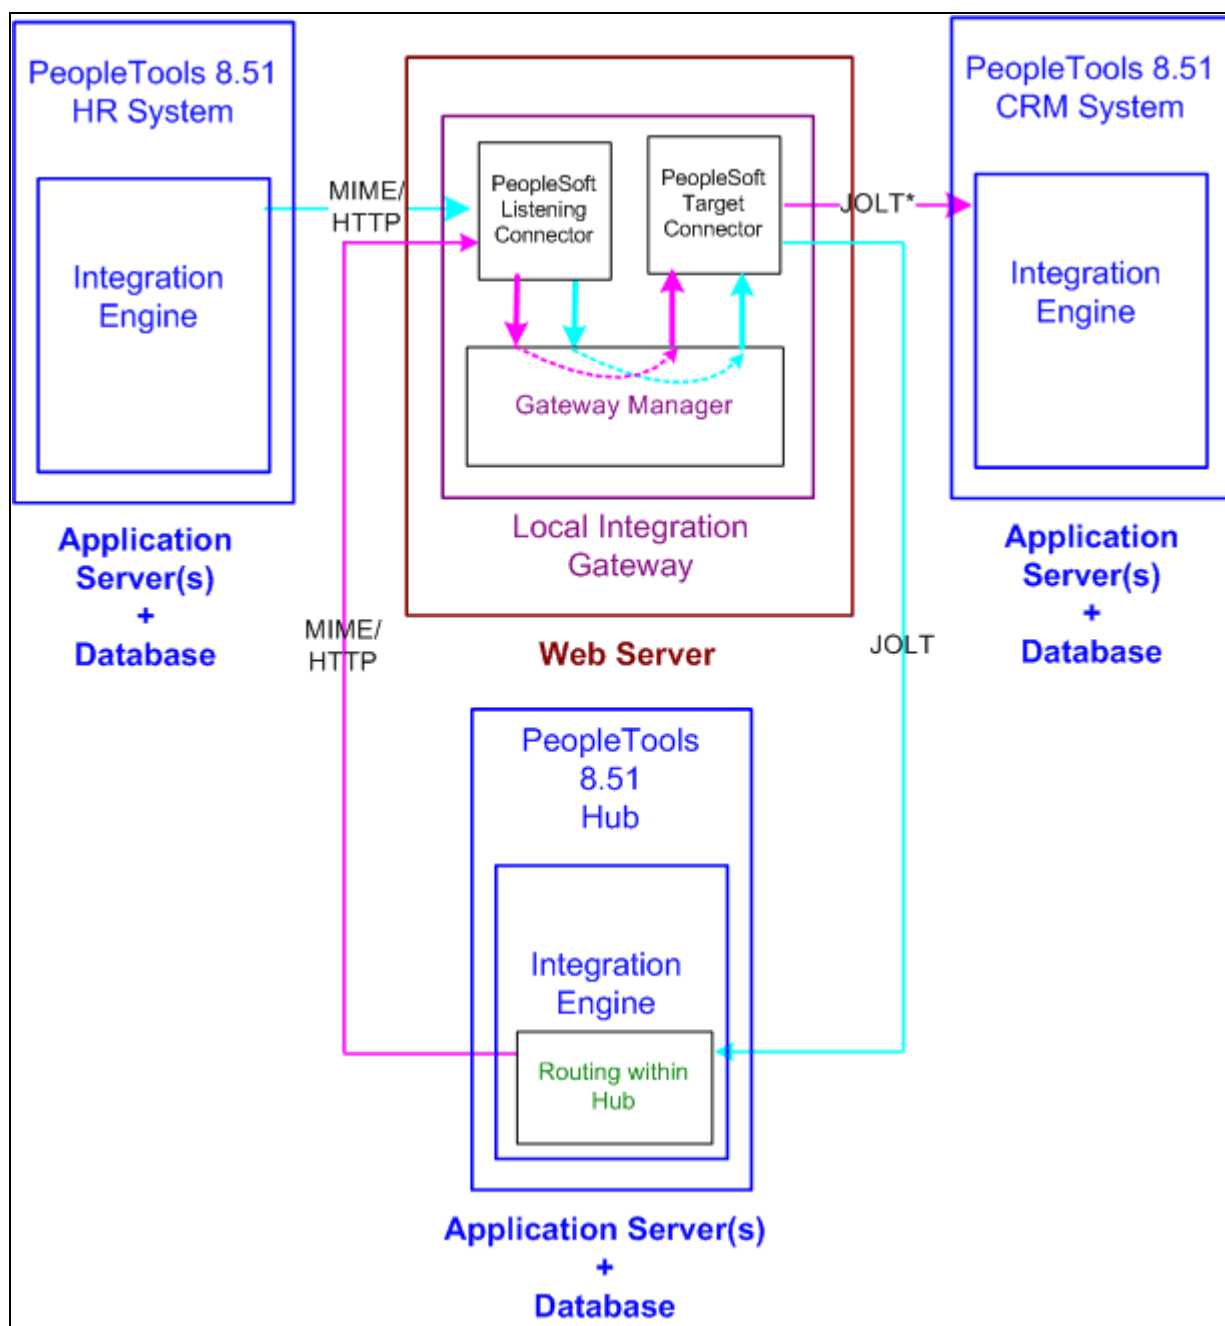 PeopleTools 8.51
HR System
Integration
Engine
Application
Server(s)
+
Database
MIME/
HTTP
PeopleSoft
Listening
Connector
PeopleSoft
Target
Connector
Gateway Manager
Local Integration
Gateway
Web Server
JOLT*
PeopleTools 8.51
CRM System
Integration
Engine
Application
Server(s)
+
Database
MIME/
HTTP
JOLT
PeopleTools
8.51
Hub
Integration
Engine
Routing within
Hub
Application Server(s)
+
Database